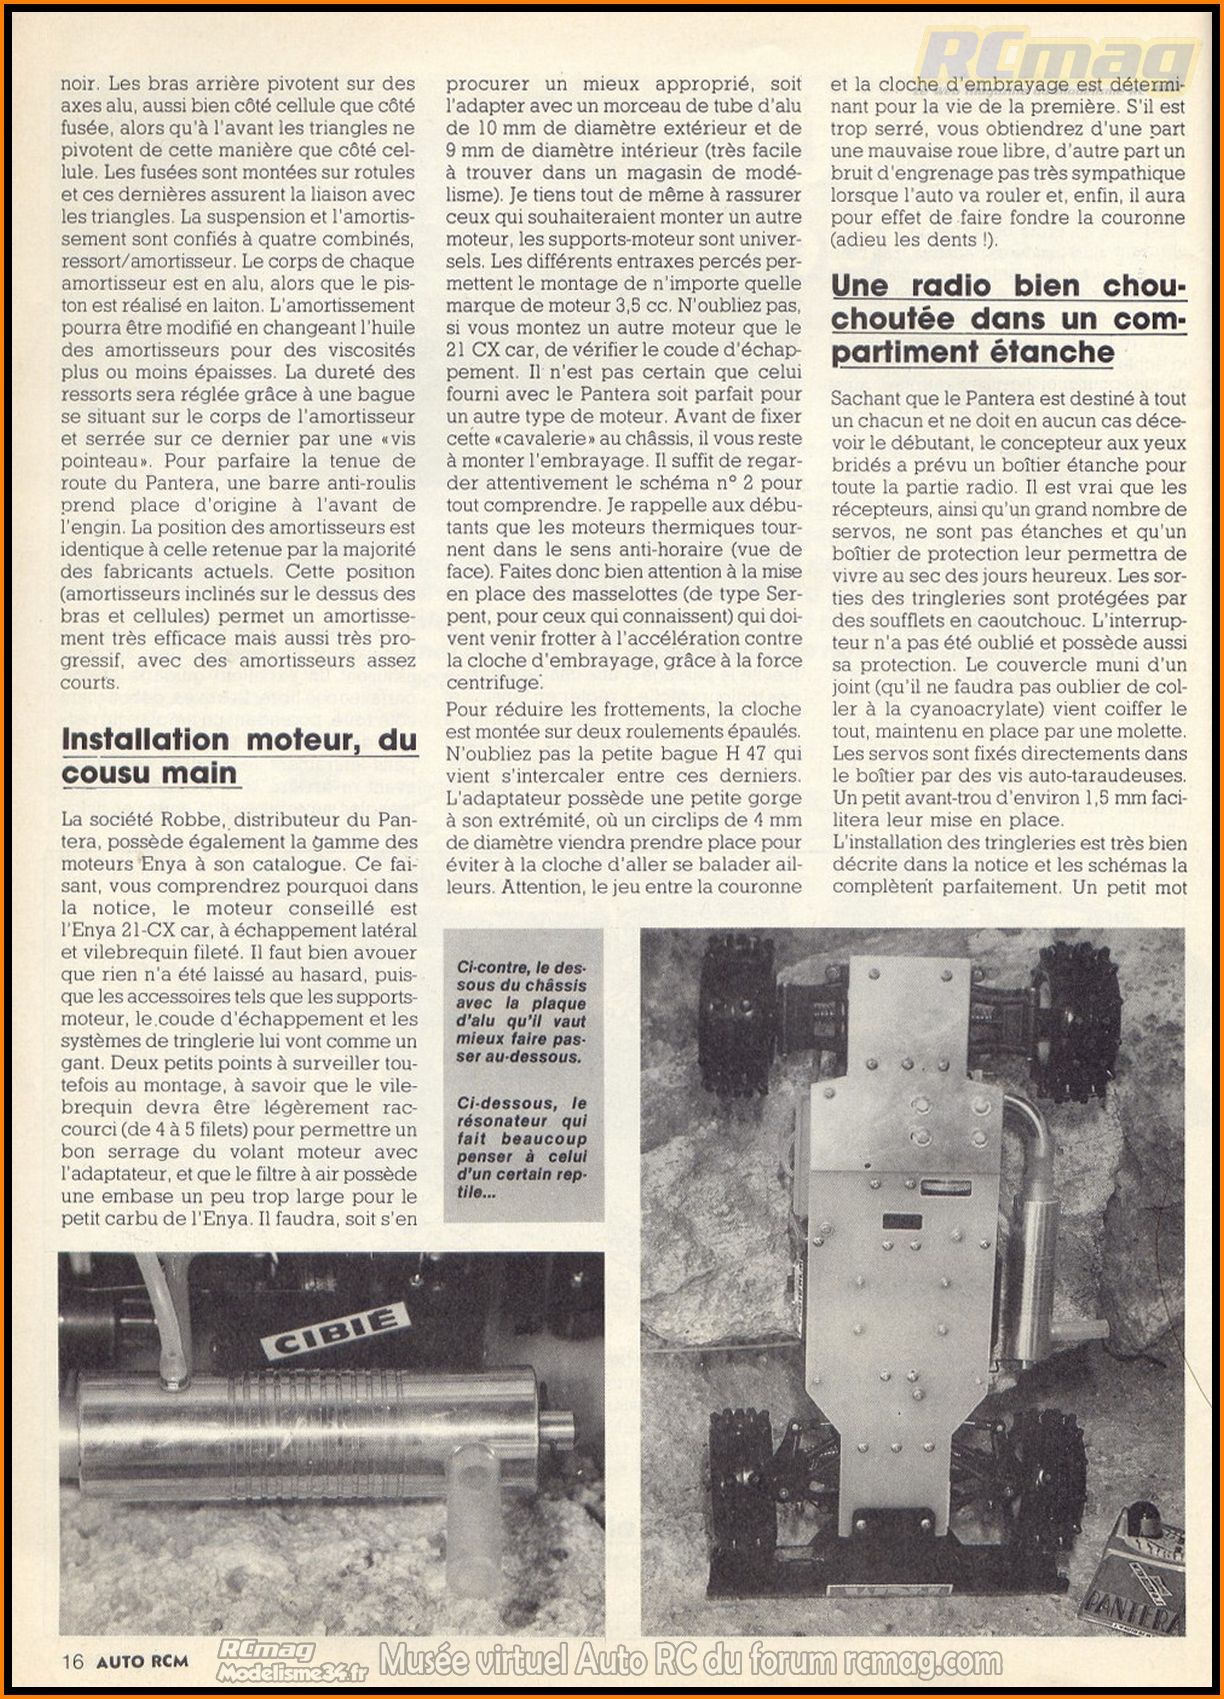 RCmag
noir. Les bras arrière pivotent sur des
axes alu, aussi bien côté cellule que côté
fusée, alors qu'à l'avant les triangles ne
pivotent de cette manière que côté cel-
lule. Les fusées sont montées sur rotules
et ces dernières assurent la liaison avec
les triangles. La suspension et l'amortis-
sement sont confiés à quatre combinés,
ressort/amortisseur. Le corps de chaque
amortisseur est en alu, alors que le pis-
ton est réalisé en laiton. L'amortissement
pourra être modifié en changeant l'huile
des amortisseurs pour des viscosités
plus ou moins épaisses. La dureté des
ressorts sera réglée grâce à une bague
se situant sur le corps de l'amortisseur
et serrée sur ce dernier par une «vis
pointeau». Pour parfaire la tenue de
route du Pantera, une barre anti-roulis
prend place d'origine à l'avant de
l'engin. La position des amortisseurs est
identique à celle retenue par la majorité
des fabricants actuels. Cette position
(amortisseurs inclinés sur le dessus des
bras et cellules) permet un amortisse-
ment très efficace mais aussi très pro-
gressif, avec des amortisseurs assez
courts.
Installation moteur, du
cousu main
La société Robbe, distributeur du Pan-
tera, possède également la gamme des
moteurs Enya à son catalogue. Ce fai-
sant, vous comprendrez pourquoi dans
la notice, le moteur conseillé est
l'Enya 21-CX car, à échappement latéral
et vilebrequin fileté. Il faut bien avouer
que rien n'a été laissé au hasard, puis-
que les accessoires tels que les supports-
moteur, le coude d'échappement et les
systèmes de tringlerie lui vont comme un
gant. Deux petits points à surveiller tou-
tefois au montage, à savoir que le vile-
brequin devra être légèrement rac-
courci (de 4 à 5 filets) pour permettre un
bon serrage du volant moteur avec
l'adaptateur, et que le filtre à air possède
une embase un peu trop large pour le
petit carbu de l'Enya. Il faudra, soit s'en
procurer un mieux approprié, soit
l'adapter avec un morceau de tube d'alu
de 10 mm de diamètre extérieur et de
9 mm de diamètre intérieur (très facile
à trouver dans un magasin de modé-
lisme). Je tiens tout de même à rassurer
ceux qui souhaiteraient monter un autre
moteur, les supports-moteur sont univer-
sels. Les différents entraxes percés per-
mettent le montage de n'importe quelle
marque de moteur 3,5 cc. N'oubliez pas,
si vous montez un autre moteur que le
21 CX car, de vérifier le coude d'échap-
pement. Il n'est pas certain que celui
fourni avec le Pantera soit parfait pour
un autre type de moteur. Avant de fixer
cette «cavalerie» au châssis, il vous reste
à monter l'embrayage. Il suffit de regar-
der attentivement le schéma n° 2 pour
tout comprendre. Je rappelle aux débu-
tants que les moteurs thermiques tour-
nent dans le sens anti-horaire (vue de
face). Faites donc bien attention à la mise
en place des masselottes (de type Ser-
pent, pour ceux qui connaissent) qui doi-
vent venir frotter à l'accélération contre
la cloche d'embrayage, grâce à la force
centrifuge.
Pour réduire les frottements, la cloche
est montée sur deux roulements épaulés.
N'oubliez pas la petite bague H 47 qui
vient s'intercaler entre ces derniers.
L'adaptateur possède une petite gorge
à son extrémité, où un circlips de 4 mm
de diamètre viendra prendre place pour
éviter à la cloche d'aller se balader ail-
leurs. Attention, le jeu entre la couronne
et la cloche d'embrayage est détermi-
nant pour la vie de la première. S'il est
trop serré, vous obtiendrez d'une part
une mauvaise roue libre, d'autre part un
bruit d'engrenage pas très sympathique
lorsque l'auto va rouler et, enfin, il aura
pour effet de faire fondre la couronne
(adieu les dents !).
Une radio bien chou-
choutée dans un com-
partiment étanche
Sachant que le Pantera est destiné à tout
un chacun et ne doit en aucun cas déce-
voir le débutant, le concepteur aux yeux
bridés a prévu un boîtier étanche pour
toute la partie radio. Il est vrai que les
récepteurs, ainsi qu'un grand nombre de
servos, ne sont pas étanches et qu'un
boîtier de protection leur permettra de
vivre au sec des jours heureux. Les sor-
ties des tringleries sont protégées par
des soufflets en caoutchouc. L'interrup-
teur n'a pas été oublié et possède aussi
sa protection. Le couvercle muni d'un
joint (qu'il ne faudra pas oublier de col-
ler à la cyanoacrylate) vient coiffer le
tout, maintenu en place par une molette.
Les servos sont fixés directements dans
le boîtier par des vis auto-taraudeuses.
Un petit avant-trou d'environ 1,5 mm faci-
litera leur mise en place.
L'installation des tringleries est très bien
décrite dans la notice et les schémas la
complètent parfaitement. Un petit mot
Ci-contre, le des-
sous du châssis
avec la plaque
d'alu qu'il vaut
mieux faire pas-
ser au-dessous.
Ci-dessous, le
résonateur qui
fait beaucoup
penser à celui
d'un certain rep-
tile...
CIBIÉ
PANTERA
16 AUTO RCM
RCmag
Modelisme34.fr
Musée virtuel Auto RC du forum rcmag.com